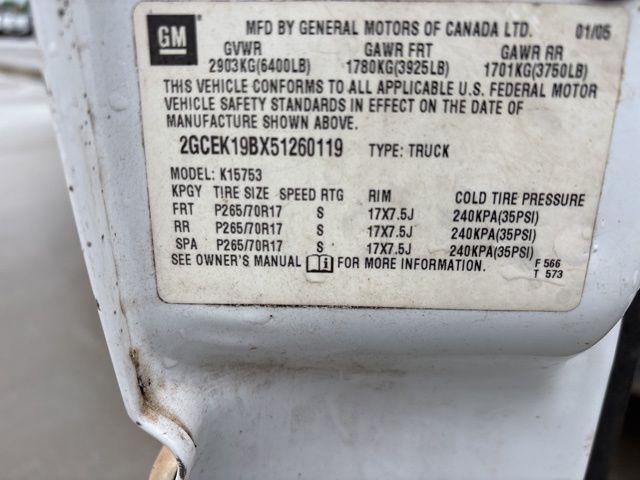 GM
MFD BY GENERAL MOTORS OF CANADA LTD. 01/05
GVWR GAWR FRT GAWR RR
2903KG(6400LB) 1780KG(3925LB) 1701KG(3750LB)
THIS VEHICLE CONFORMS TO ALL APPLICABLE U.S. FEDERAL MOTOR
VEHICLE SAFETY STANDARDS IN EFFECT ON THE DATE OF
MANUFACTURE SHOWN ABOVE.
2GCEK19BX51260119 TYPE: TRUCK
MODEL: K15753
KPGY TIRE SIZE SPEED RTG RIM COLD TIRE PRESSURE
FRT P265/70R17 S 17X7.5J 240KPA(35PSI)
RR P265/70R17 S 17X7.5J 240KPA(35PSI)
SPA P265/70R17 S 17X7.5J 240KPA(35PSI)
SEE OWNER'S MANUAL FOR MORE INFORMATION. F 566
T 573